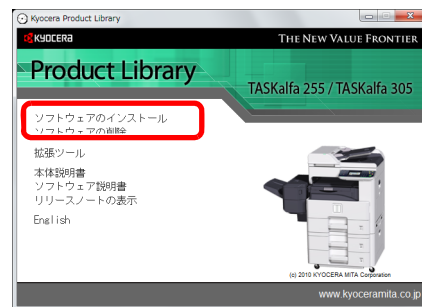 Kyocera Product Library
KYOCERA
THE NEW VALUE FRONTIER
Product Library
TASKalfa 255 / TASKalfa 305
ソフトウェアのインストール
ソフトウェアの削除
拡張ツール
本体説明書
ソフトウェア説明書
リリースノートの表示
English
(c) 2010 KYOCERA MITA Corporation
www.kyoceramita.co.jp